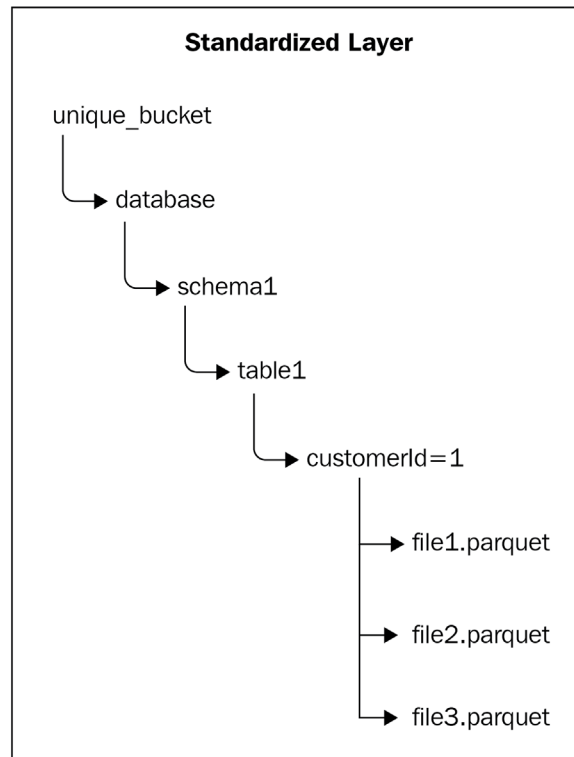 Standardized Layer
unique_bucket
database
schema1
table1
customerId=1
file1.parquet
file2.parquet
file3.parquet